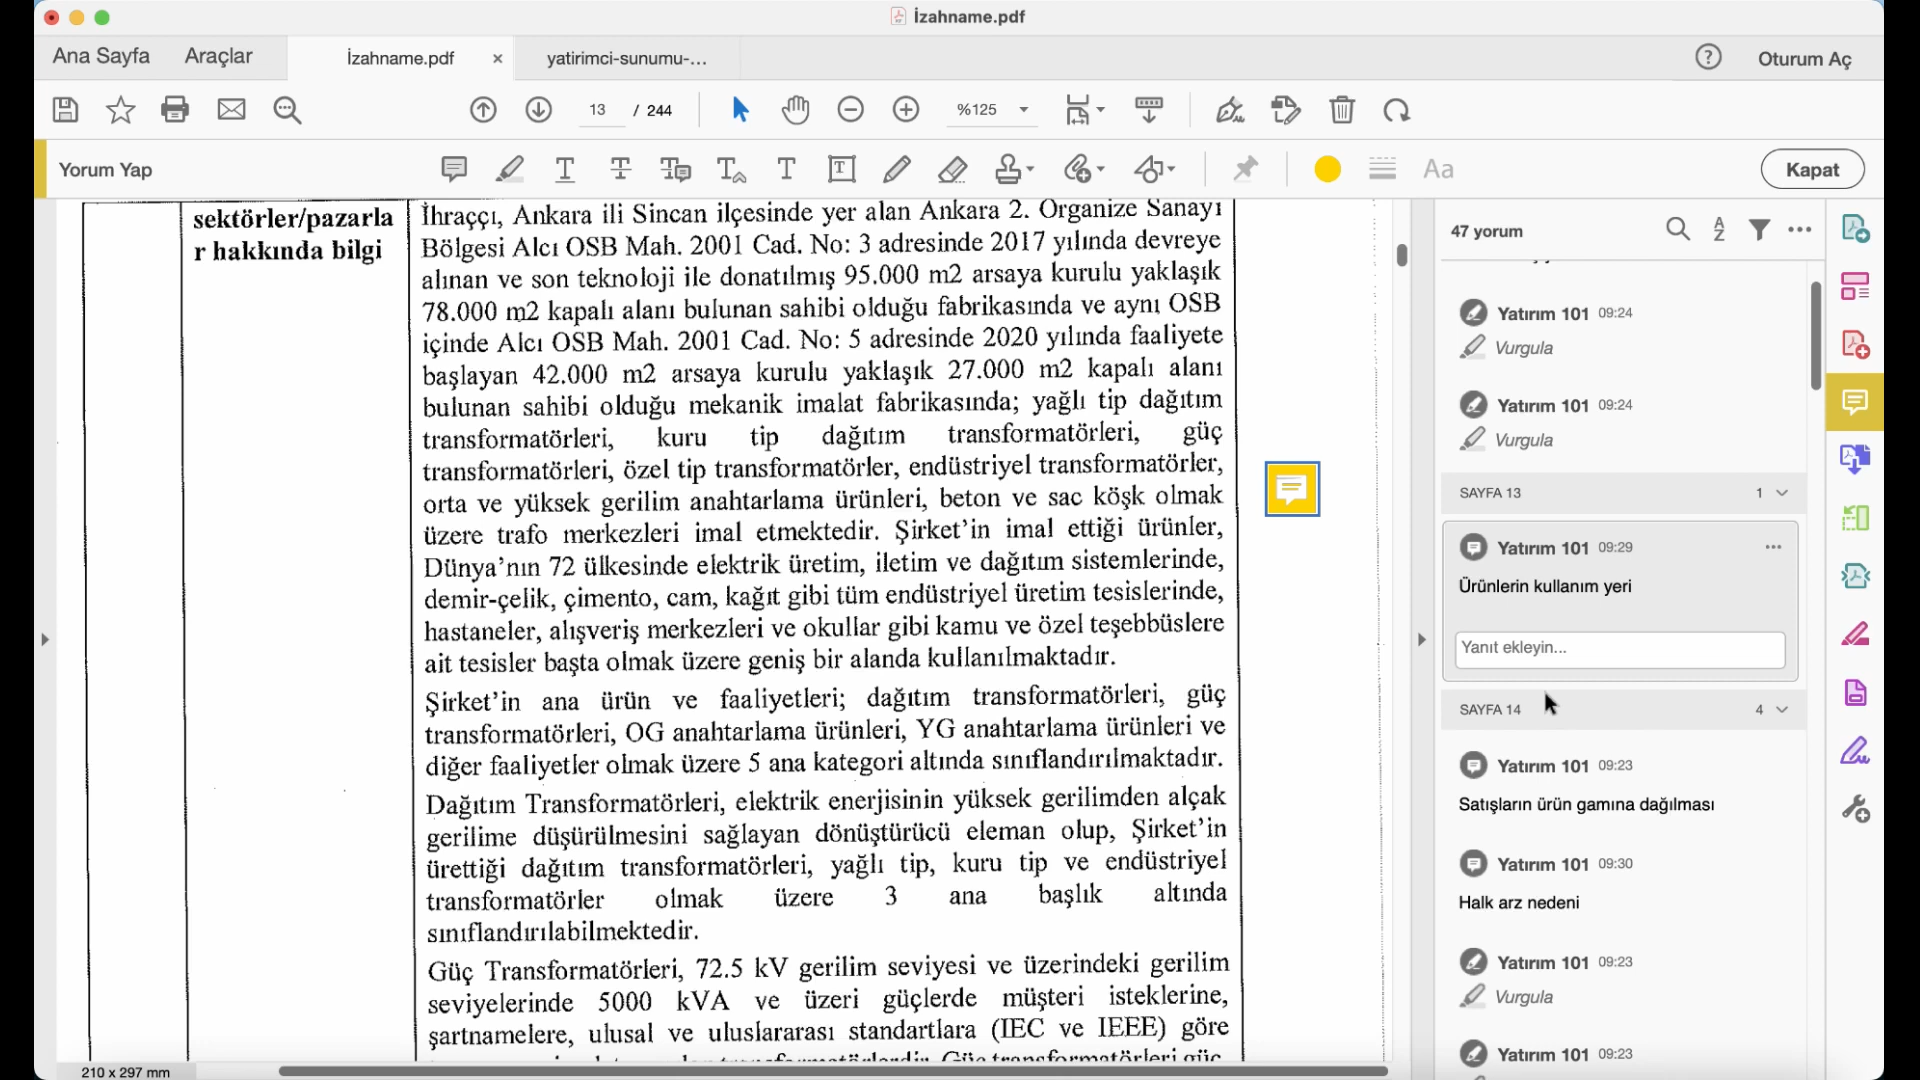 İzahname.pdf
Ana Sayfa
Araçlar
İzahname.pdf
×
yatirimci-sunumu-...
?
Oturum Aç
13 / 244
%125
Yorum Yap
Aa
Kapat
sektörler/pazarla
r hakkında bilgi
İhraççı, Ankara ili Sincan ilçesinde yer alan Ankara 2. Organize Sanayi
Bölgesi Alcı OSB Mah. 2001 Cad. No: 3 adresinde 2017 yılında devreye
alınan ve son teknoloji ile donatılmış 95.000 m2 arsaya kurulu yaklaşık
78.000 m2 kapalı alanı bulunan sahibi olduğu fabrikasında ve aynı OSB
içinde Alcı OSB Mah. 2001 Cad. No: 5 adresinde 2020 yılında faaliyete
başlayan 42.000 m2 arsaya kurulu yaklaşık 27.000 m2 kapalı alanı
bulunan sahibi olduğu mekanik imalat fabrikasında; yağlı tip dağıtım
transformatörleri, kuru tip dağıtım transformatörleri, güç
transformatörleri, özel tip transformatörler, endüstriyel transformatörler,
orta ve yüksek gerilim anahtarlama ürünleri, beton ve sac köşk olmak
üzere trafo merkezleri imal etmektedir. Şirket'in imal ettiği ürünler,
Dünya'nın 72 ülkesinde elektrik üretim, iletim ve dağıtım sistemlerinde,
demir-çelik, çimento, cam, kağıt gibi tüm endüstriyel üretim tesislerinde,
hastaneler, alışveriş merkezleri ve okullar gibi kamu ve özel teşebbüslere
ait tesisler başta olmak üzere geniş bir alanda kullanılmaktadır.
Şirket'in ana ürün ve faaliyetleri; dağıtım transformatörleri, güç
transformatörleri, OG anahtarlama ürünleri, YG anahtarlama ürünleri ve
diğer faaliyetler olmak üzere 5 ana kategori altında sınıflandırılmaktadır.
Dağıtım Transformatörleri, elektrik enerjisinin yüksek gerilimden alçak
gerilime düşürülmesini sağlayan dönüştürücü eleman olup, Şirket'in
ürettiği dağıtım transformatörleri, yağlı tip, kuru tip ve endüstriyel
transformatörler olmak üzere 3 ana başlık altında
sınıflandırılabilmektedir.
Güç Transformatörleri, 72.5 kV gerilim seviyesi ve üzerindeki gerilim
seviyelerinde 5000 kVA ve üzeri güçlerde müşteri isteklerine,
şartnamelere, ulusal ve uluslararası standartlara (IEC ve IEEE) göre
210 x 297 mm
47 yorum
Yatırım 101 09:24
Vurgula
Yatırım 101 09:24
Vurgula
SAYFA 13 1
Yatırım 101 09:29
Ürünlerin kullanım yeri
Yanıt ekleyin...
SAYFA 14 4
Yatırım 101 09:23
Satışların ürün gamına dağılması
Yatırım 101 09:30
Halk arz nedeni
Yatırım 101 09:23
Vurgula
Yatırım 101 09:23